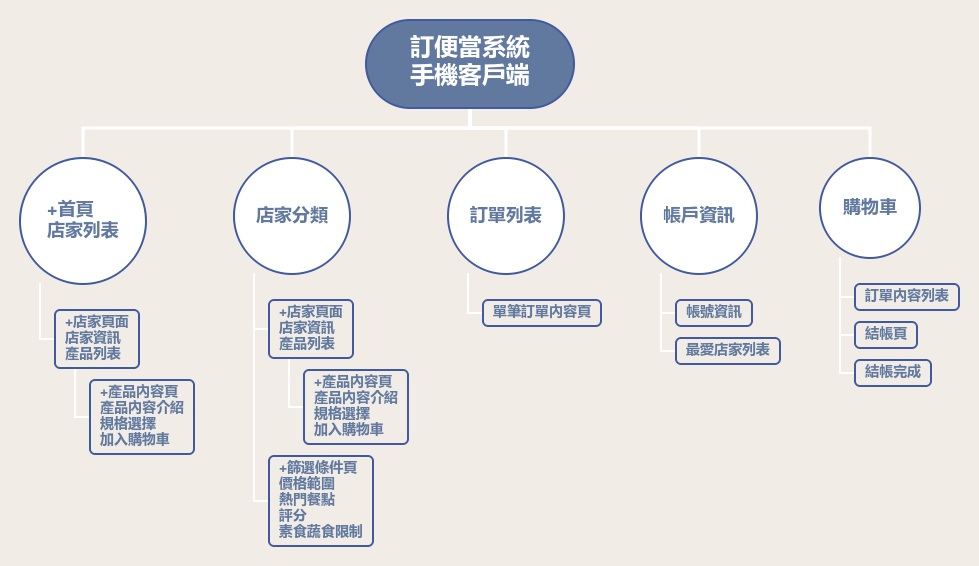 訂便當系統
手機客戶端
+首頁
店家列表
店家分類
訂單列表
帳戶資訊
購物車
+店家頁面
店家資訊
產品列表
+產品內容頁
產品內容介紹
規格選擇
加入購物車
+店家頁面
店家資訊
產品列表
+產品內容頁
產品內容介紹
規格選擇
加入購物車
+篩選條件頁
價格範圍
熱門餐點
評分
素食蔬食限制
單筆訂單內容頁
帳號資訊
最愛店家列表
訂單內容列表
結帳頁
結帳完成